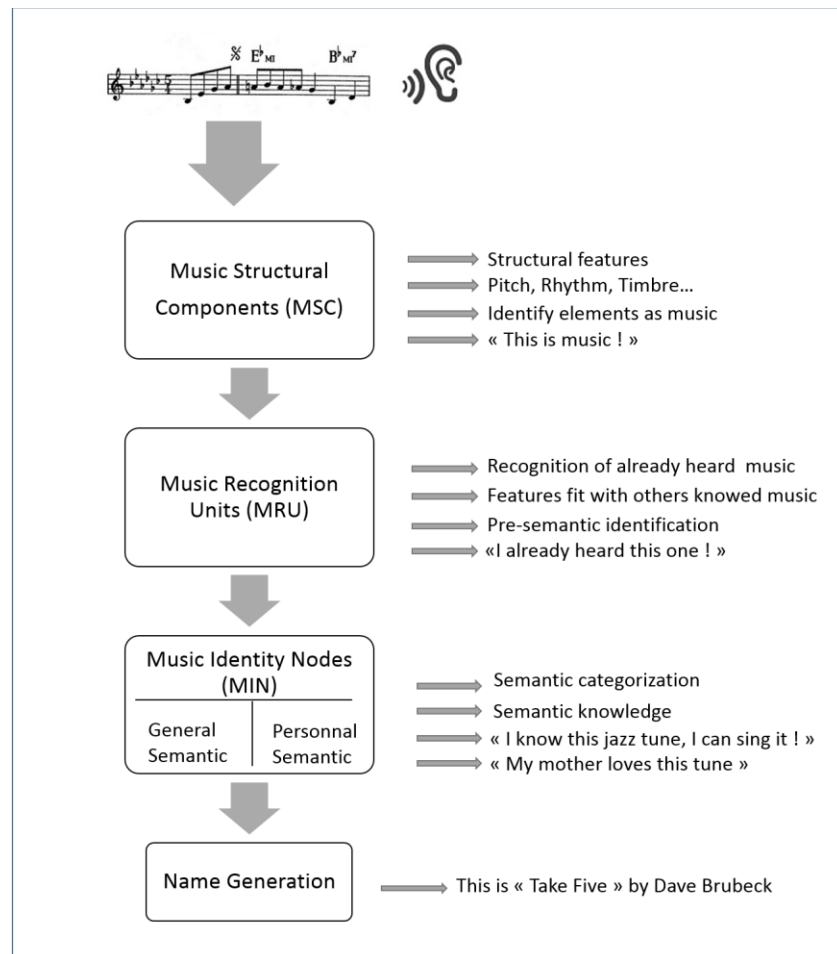 E♭MI B♭MI7
Music Structural
Components (MSC)
Structural features
Pitch, Rhythm, Timbre...
Identify elements as music
« This is music ! »
Music Recognition
Units (MRU)
Recognition of already heard music
Features fit with others knowed music
Pre-semantic identification
«I already heard this one ! »
Music Identity Nodes
(MIN)
General
Semantic
Personnal
Semantic
Semantic categorization
Semantic knowledge
« I know this jazz tune, I can sing it ! »
« My mother loves this tune »
Name Generation
This is « Take Five » by Dave Brubeck